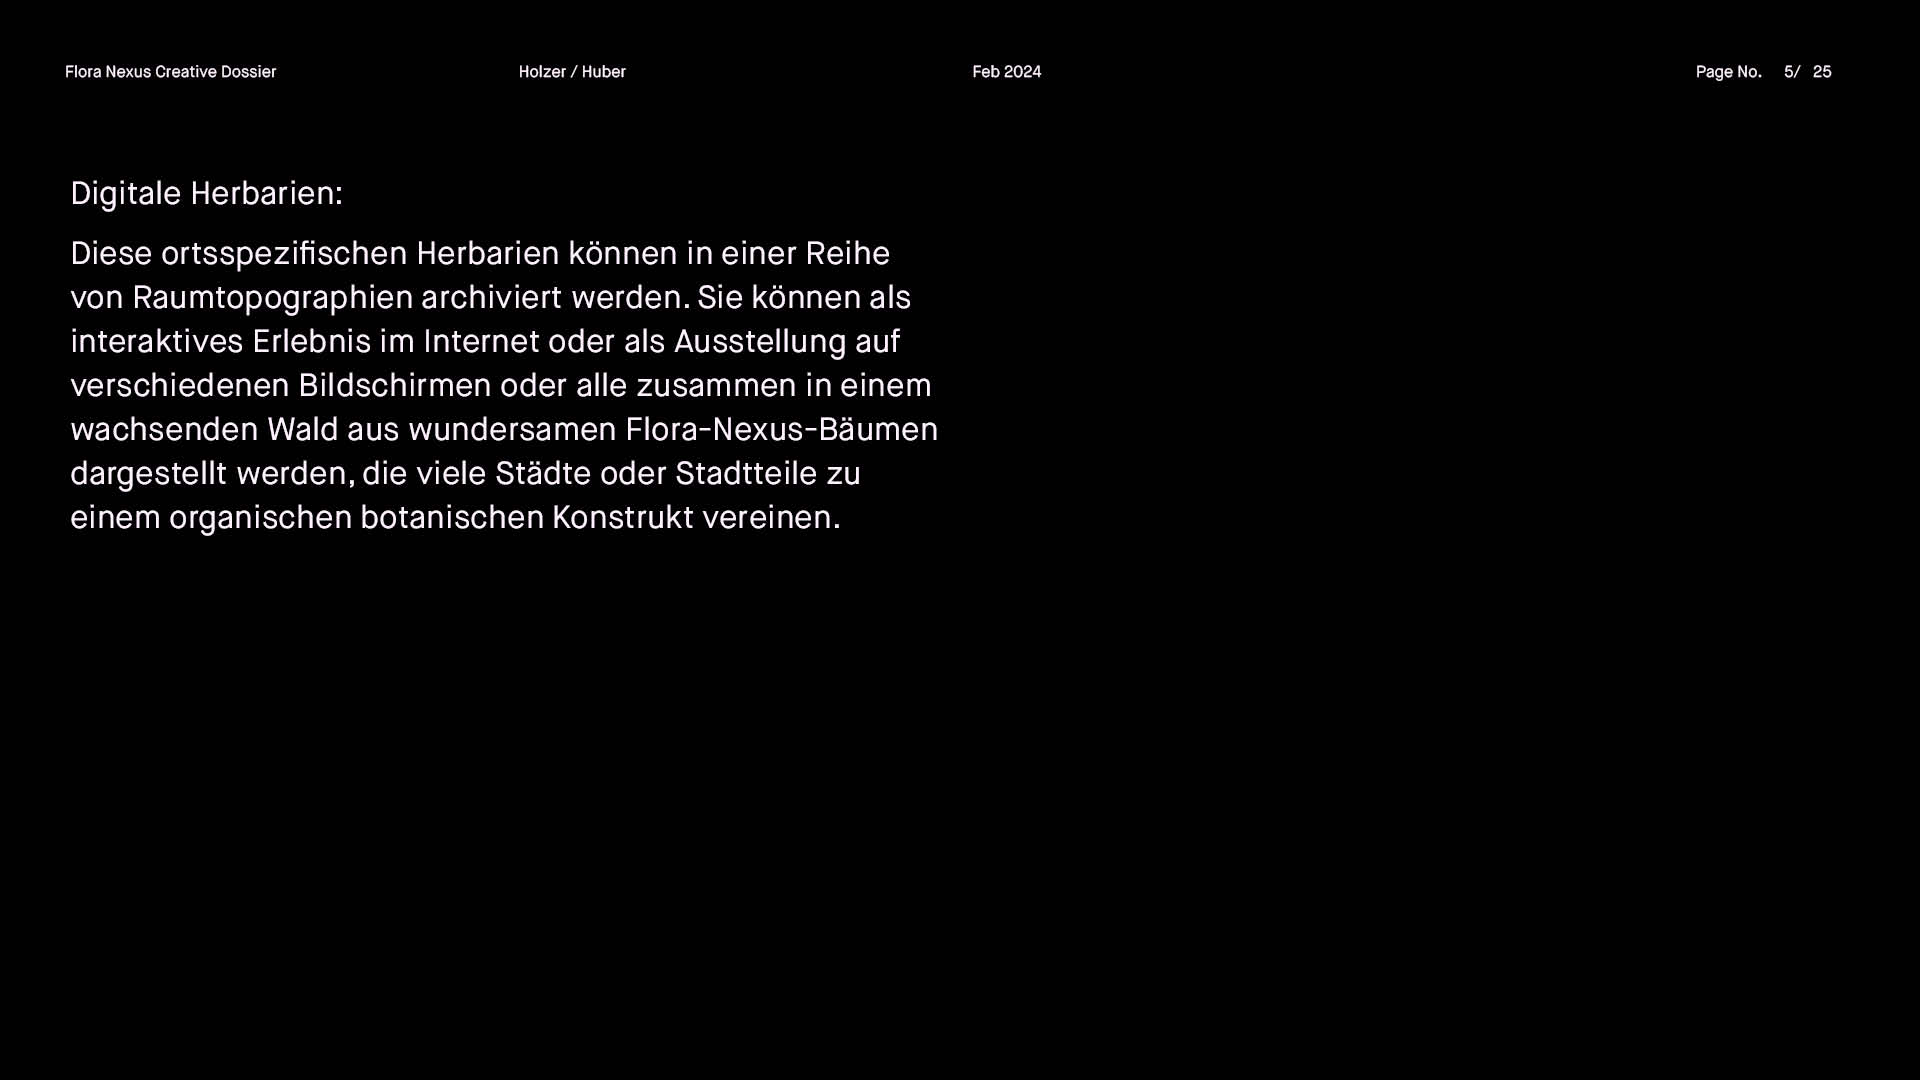 Flora Nexus Creative Dossier Holzer / Huber Feb 2024 Page No. 5/ 25
Digitale Herbarien:
Diese ortsspezifischen Herbarien können in einer Reihe
von Raumtopographien archiviert werden. Sie können als
interaktives Erlebnis im Internet oder als Ausstellung auf
verschiedenen Bildschirmen oder alle zusammen in einem
wachsenden Wald aus wundersamen Flora-Nexus-Bäumen
dargestellt werden, die viele Städte oder Stadtteile zu
einem organischen botanischen Konstrukt vereinen.